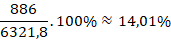 886/6321,8 . 100% ≈ 14,01%